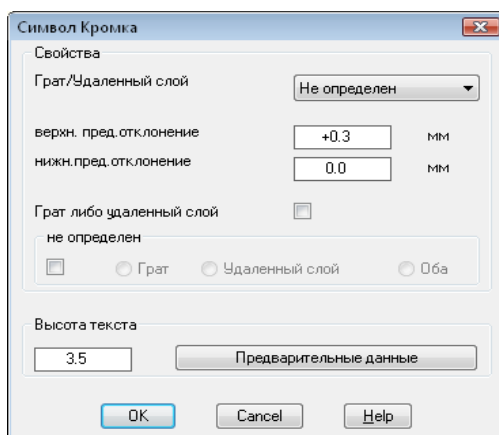 Символ Кромка
Свойства
Грат/Удаленный слой
Не определен
верхн. пред.отклонение
+0.3
мм
нижн.пред.отклонение
0.0
мм
Грат либо удаленный слой
не определен
Грат
Удаленный слой
Оба
Высота текста
3.5
Предварительные данные
OK
Cancel
Help